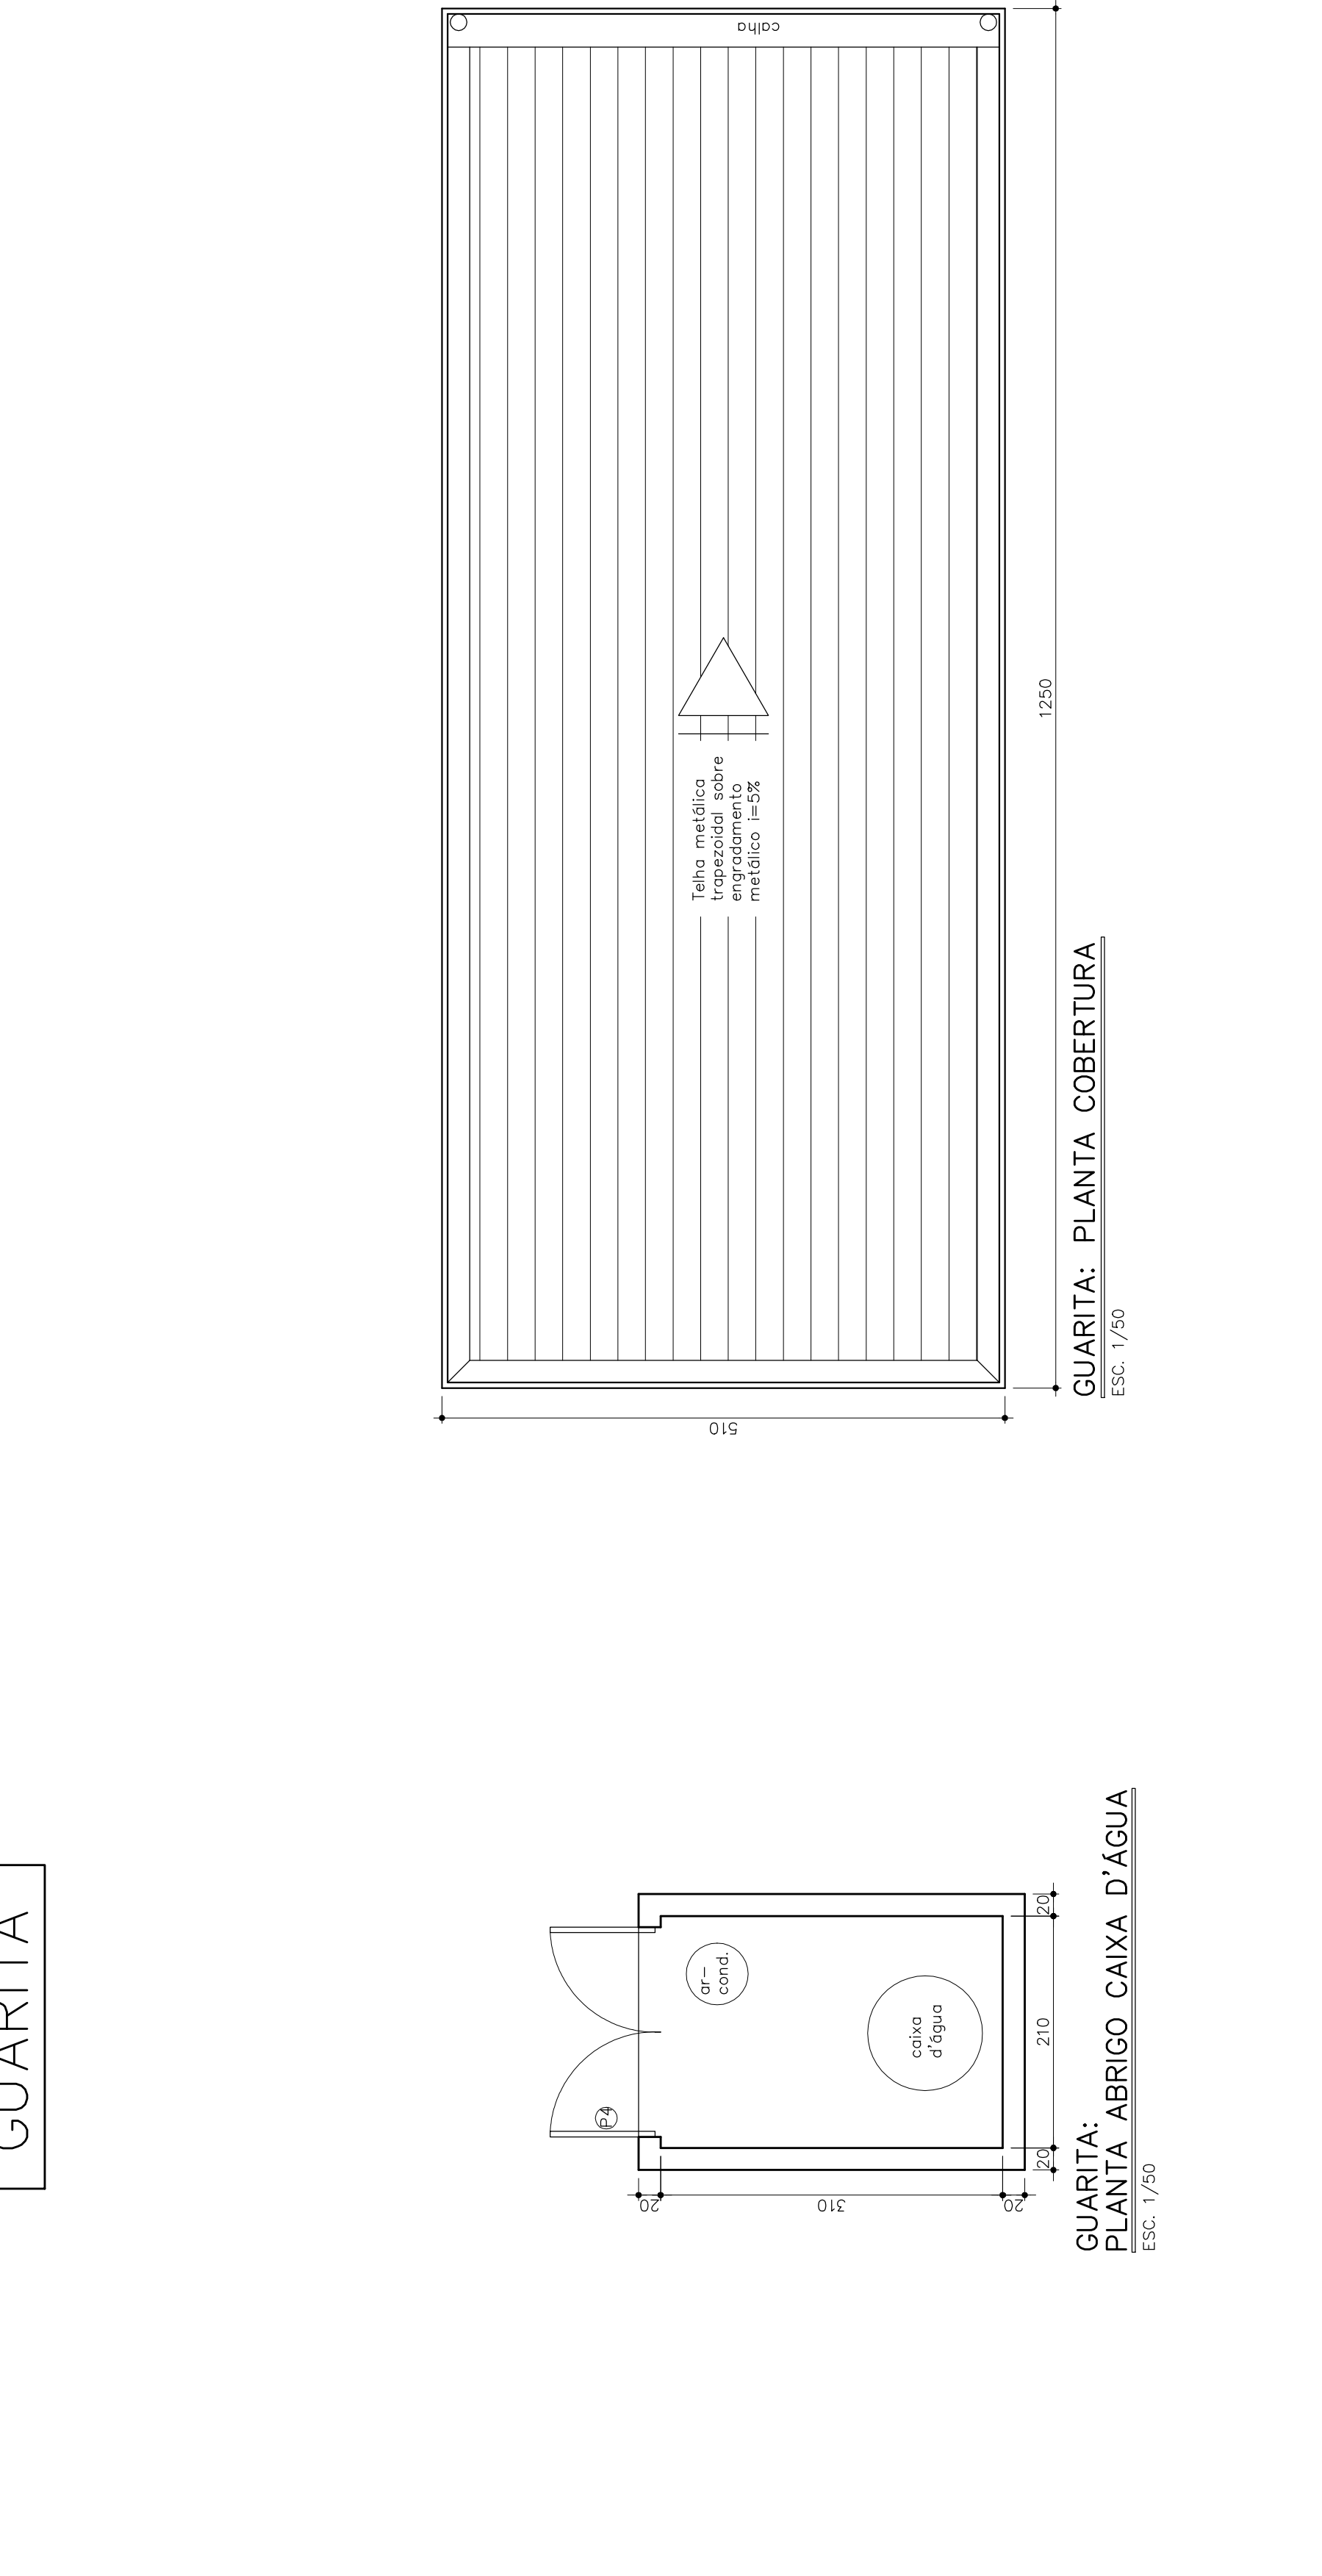 GUARITA
calha
Telha metálica
trapezoidal sobre
engradamento
metálico i=5%
1250
510
GUARITA: PLANTA COBERTURA
ESC. 1/50
P4
ar-
cond.
caixa
d'água
20
210
20
20
310
20
GUARITA:
PLANTA ABRIGO CAIXA D'ÁGUA
ESC. 1/50